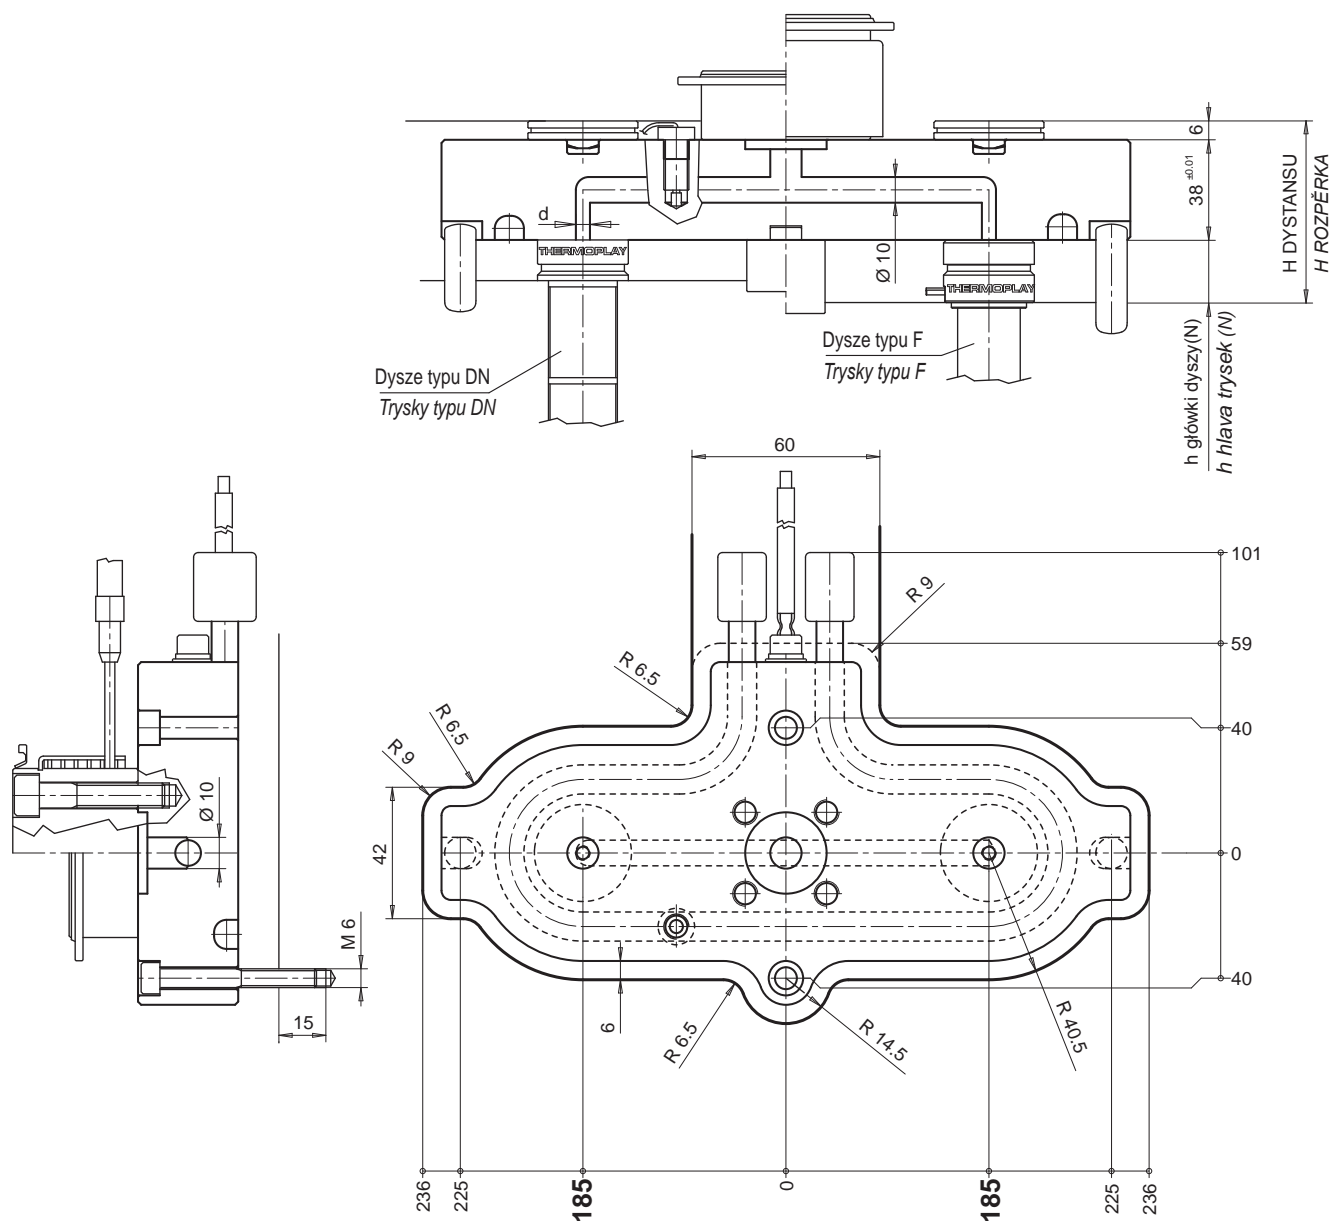 6
38 ±0.01
H DYSTANSU
H ROZPĚRKA
d
Ø 10
THERMOPLAY
THERMOPLAY
Dysze typu F
Trysky typu F
Dysze typu DN
Trysky typu DN
h główki dyszy(N)
h hlava trysek (N)
60
101
R 9
59
R 6.5
R 6.5
40
R 9
Ø 10
42
0
M 6
40
15
6
R 6.5
R 14.5
R 40.5
236
225
185
0
185
225
236